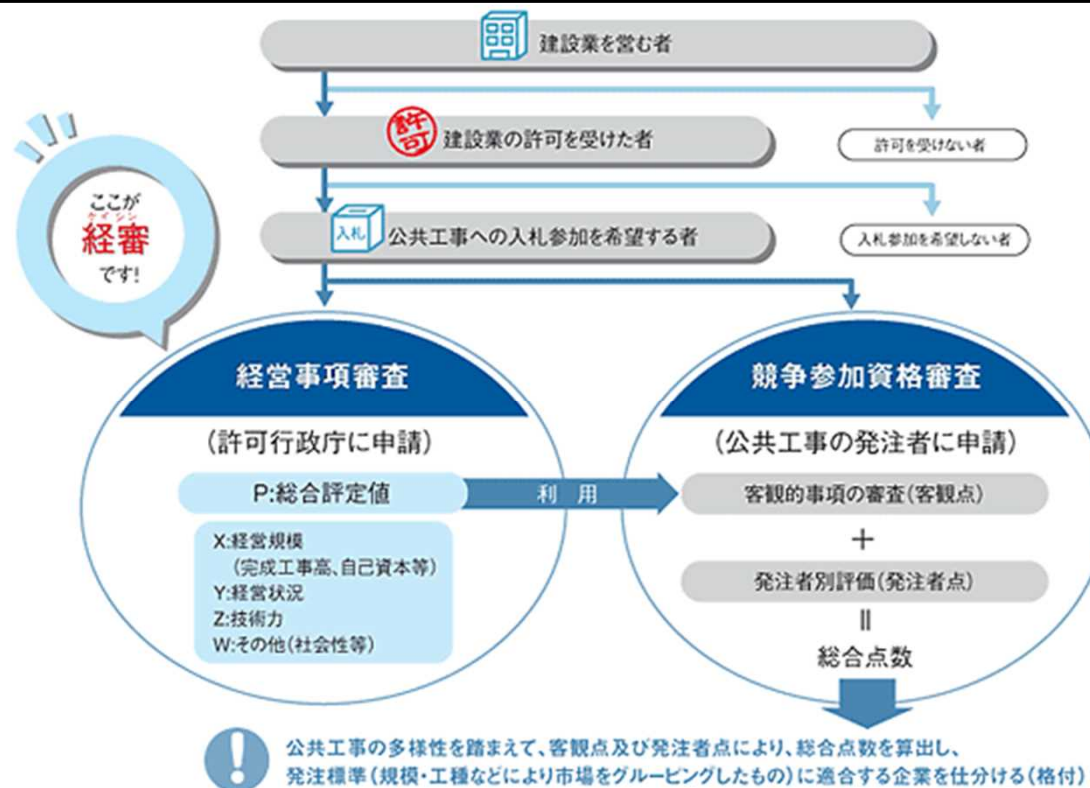 建設業を営む者
許可
建設業の許可を受けた者
許可を受けない者
ここが
ケイシン
経審
です!
入札
公共工事への入札参加を希望する者
入札参加を希望しない者
経営事項審査
(許可行政庁に申請)
P:総合評定値
X:経営規模
(完成工事高、自己資本等)
Y:経営状況
Z:技術力
W:その他(社会性等)
利用
競争参加資格審査
(公共工事の発注者に申請)
客観的事項の審査(客観点)
+
発注者別評価(発注者点)
=
総合点数
!
公共工事の多様性を踏まえて、客観点及び発注者点により、総合点数を算出し、
発注標準(規模・工種などにより市場をグルーピングしたもの)に適合する企業を仕分ける(格付)